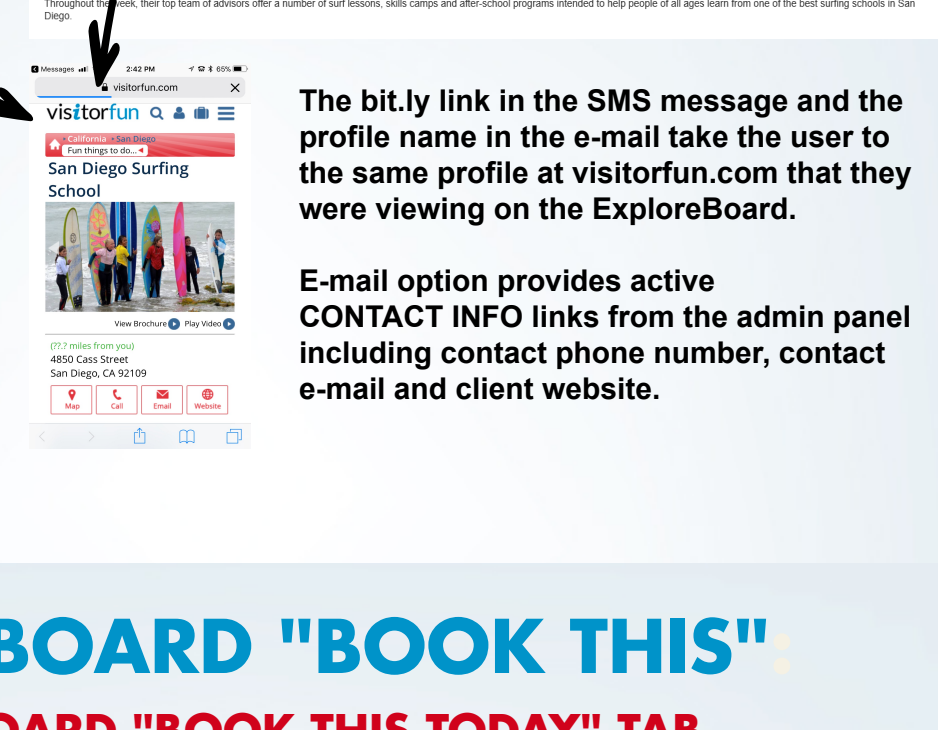 Throughout the week, their top team of advisors offer a number of surf lessons, skills camps and after-school programs intended to help people of all ages learn from one of the best surfing schools in San
Diego.
Messages 2:42 PM 65%
visitorfun.com
visitorfun
• California • San Diego
Fun things to do...
San Diego Surfing
School
View Brochure Play Video
(??.? miles from you)
4850 Cass Street
San Diego, CA 92109
Map Call Email Website
The bit.ly link in the SMS message and the
profile name in the e-mail take the user to
the same profile at visitorfun.com that they
were viewing on the ExploreBoard.
E-mail option provides active
CONTACT INFO links from the admin panel
including contact phone number, contact
e-mail and client website.
BOARD "BOOK THIS":
OARD "BOOK THIS TODAY" TAB